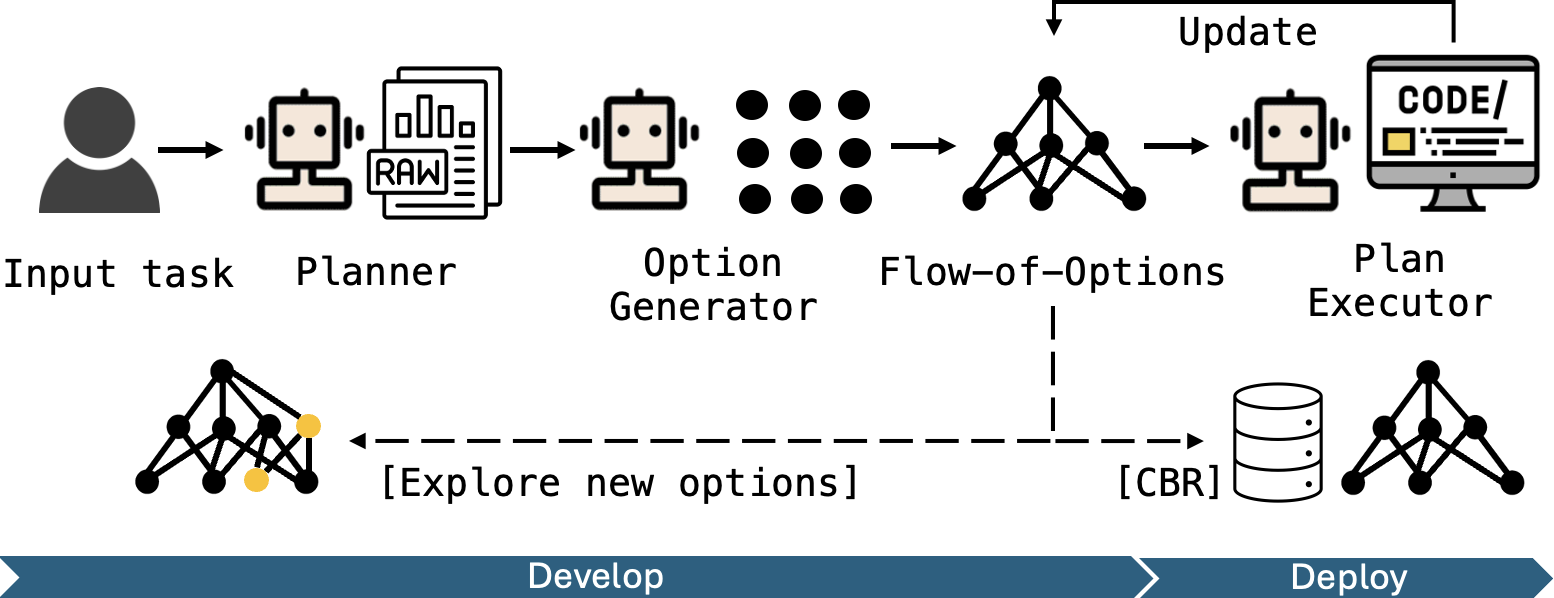 Update
CODE/
RAW
Input task
Planner
Option
Generator
Flow-of-Options
Plan
Executor
[Explore new options]
[CBR]
Develop
Deploy